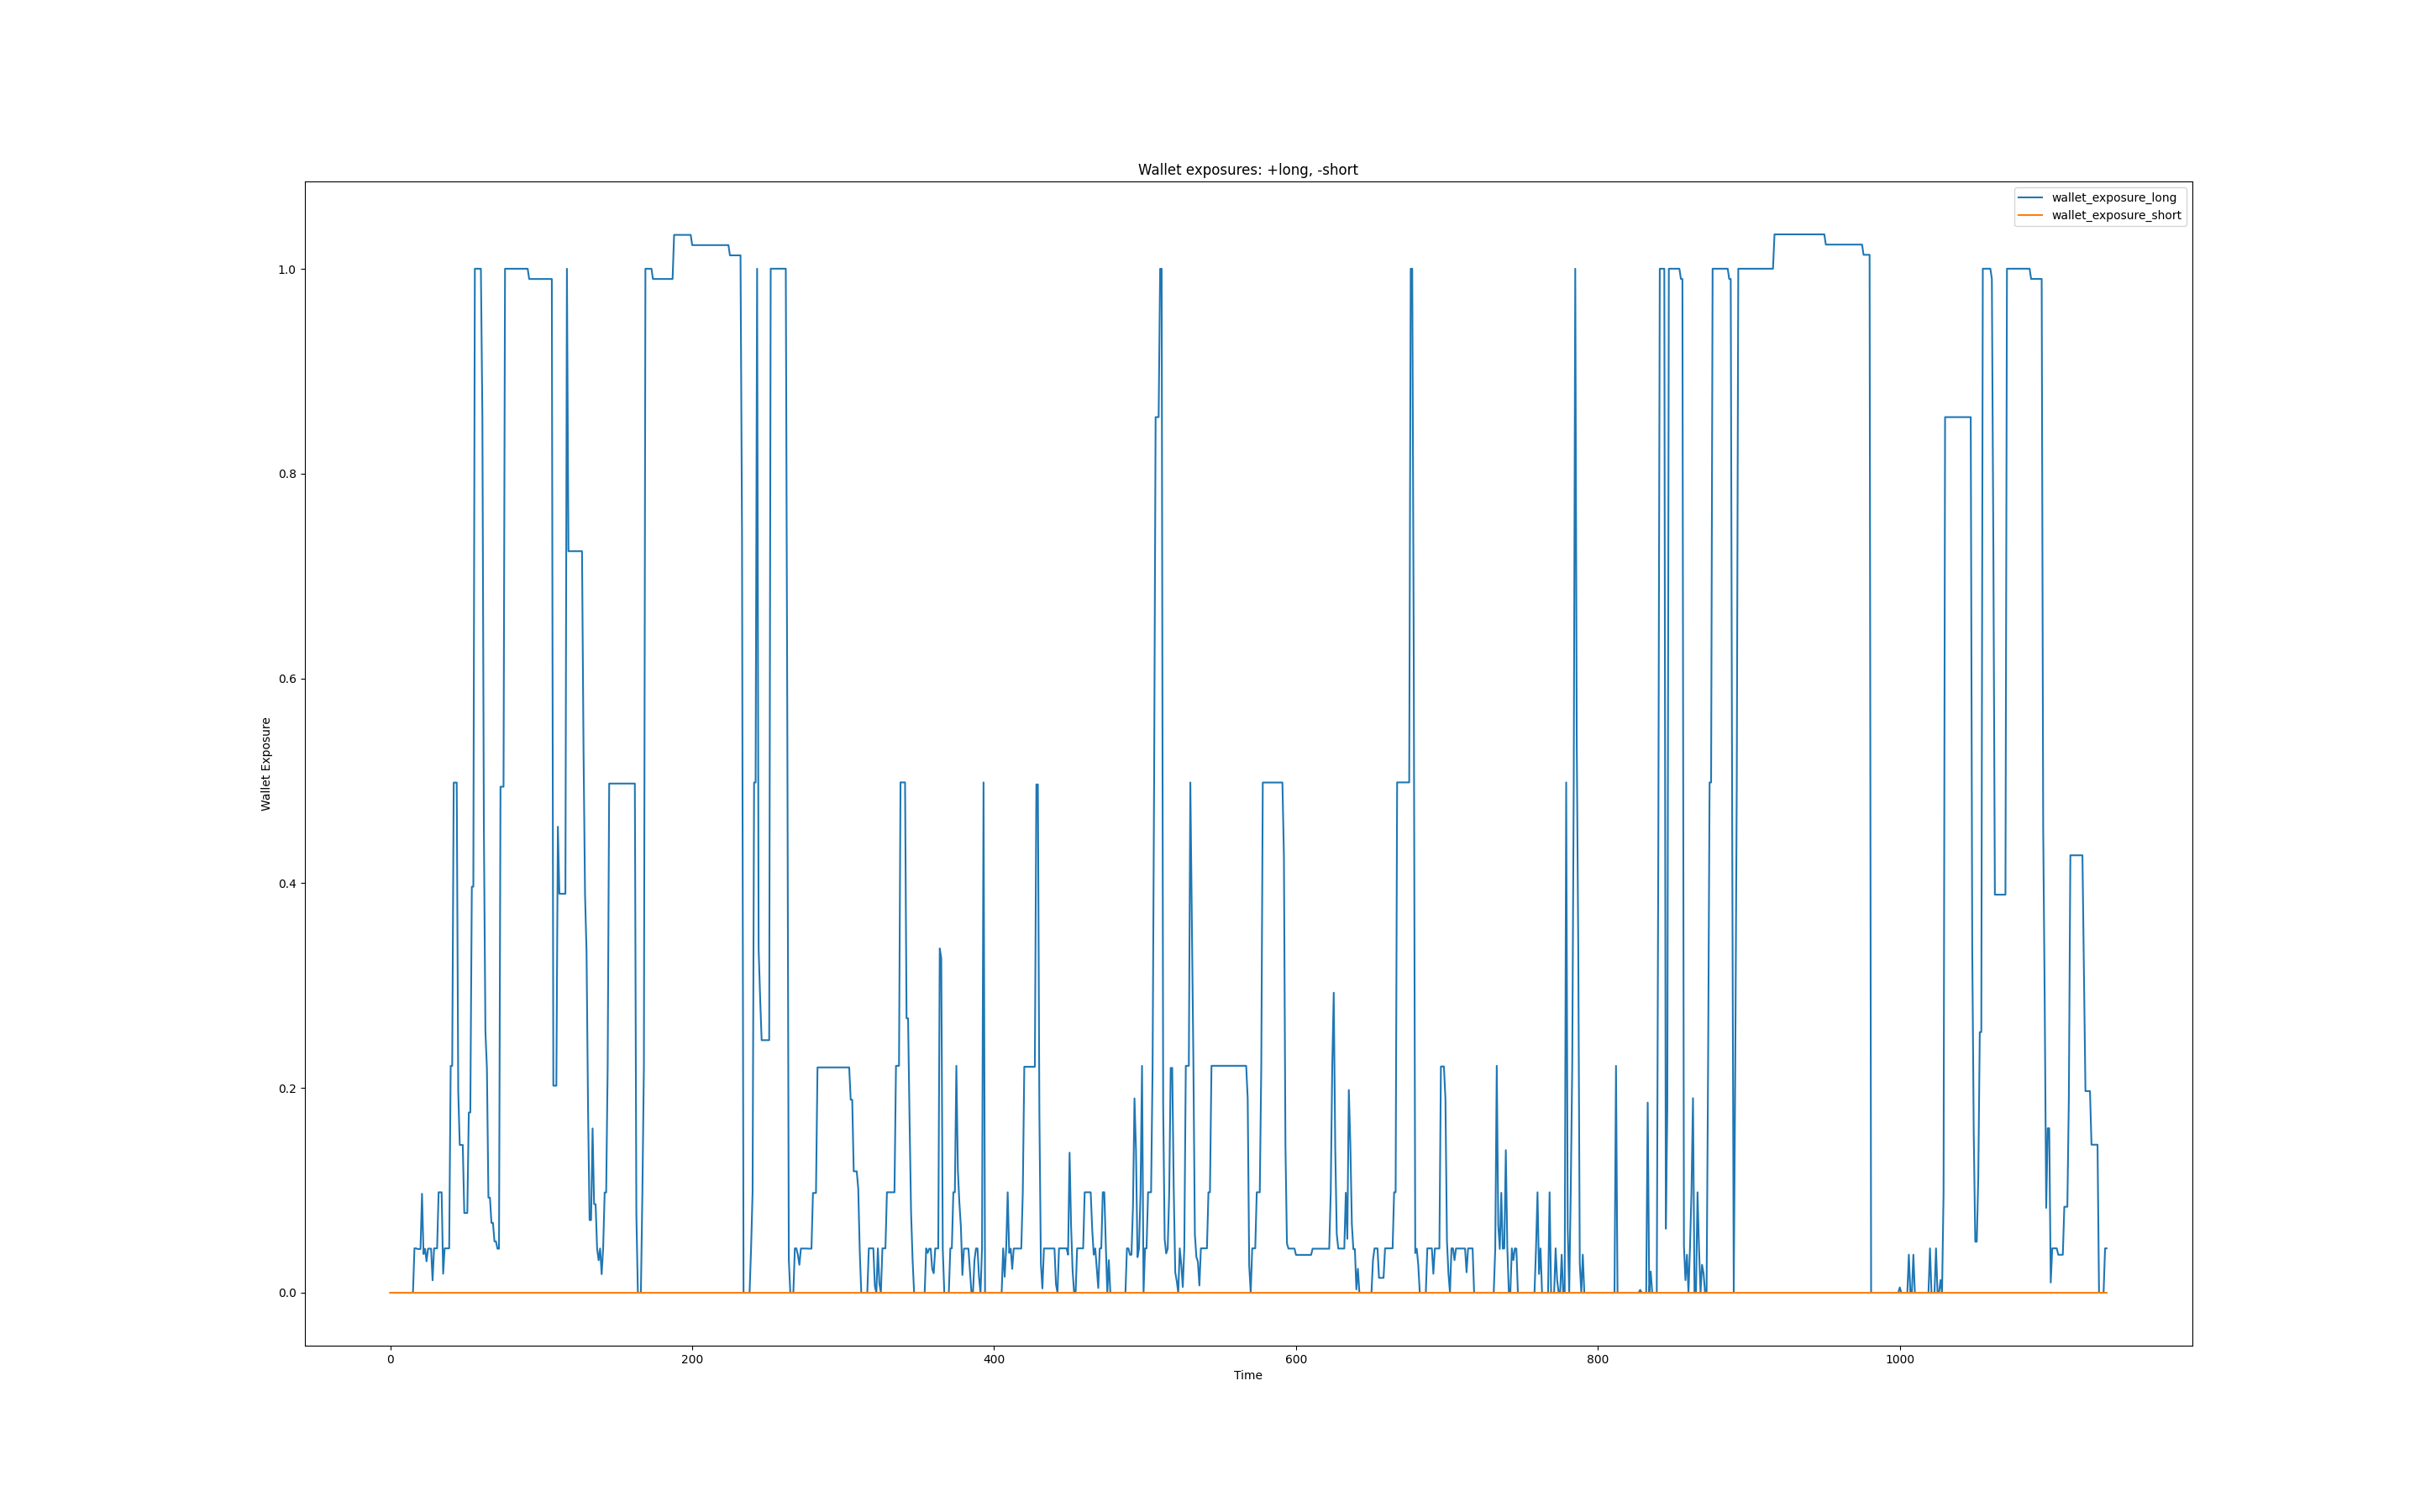 Wallet exposures: +long, -short
wallet_exposure_long
wallet_exposure_short
1.0
0.8
0.6
0.4
0.2
0.0
Wallet Exposure
0 200 400 600 800 1000
Time